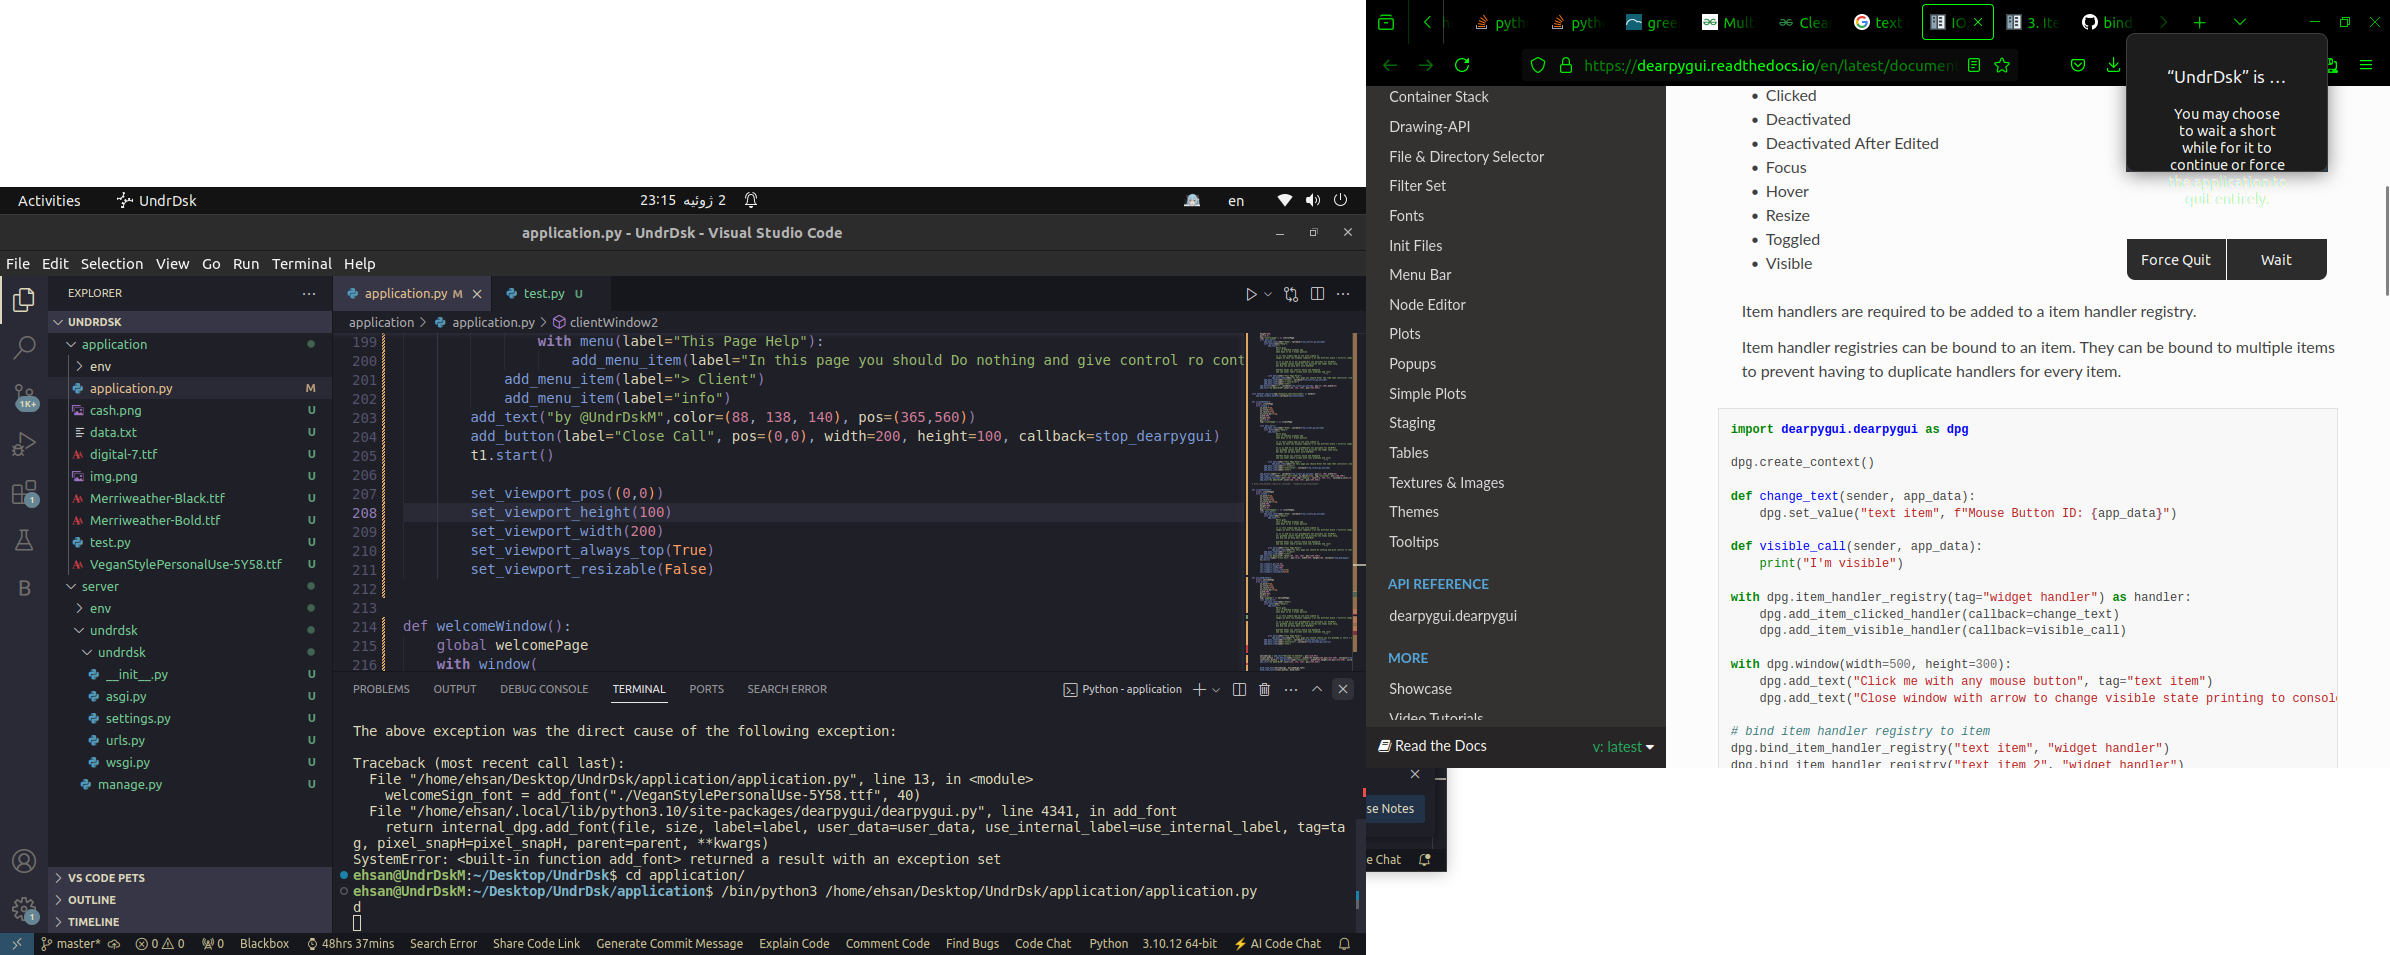 Activities
UndrDsk
23:15  2 ژوئیه
en
application.py - UndrDsk - Visual Studio Code
File Edit Selection View Go Run Terminal Help
EXPLORER
UNDRDSK
application
env
application.py M
cash.png U
data.txt U
digital-7.ttf U
img.png U
Merriweather-Black.ttf U
Merriweather-Bold.ttf U
test.py U
VeganStylePersonalUse-5Y58.ttf U
server
env
undrdsk
undrdsk
__init__.py U
asgi.py U
settings.py U
urls.py U
wsgi.py U
manage.py U
VS CODE PETS
OUTLINE
TIMELINE
1K+
1
B
1
application.py M
test.py U
application > application.py > clientWindow2
199 with menu(label="This Page Help"):
200 add_menu_item(label="In this page you should Do nothing and give control ro cont
201 add_menu_item(label="> Client")
202 add_menu_item(label="info")
203 add_text("by @UndrDskM",color=(88, 138, 140), pos=(365,560))
204 add_button(label="Close Call", pos=(0,0), width=200, height=100, callback=stop_dearpygui)
205 t1.start()
206
207 set_viewport_pos((0,0))
208 set_viewport_height(100)
209 set_viewport_width(200)
210 set_viewport_always_top(True)
211 set_viewport_resizable(False)
212
213
214 def welcomeWindow():
215 global welcomePage
216 with window(
PROBLEMS OUTPUT DEBUG CONSOLE TERMINAL PORTS SEARCH ERROR
Python - application
The above exception was the direct cause of the following exception:
Traceback (most recent call last):
File "/home/ehsan/Desktop/UndrDsk/application/application.py", line 13, in <module>
welcomeSign_font = add_font("./VeganStylePersonalUse-5Y58.ttf", 40)
File "/home/ehsan/.local/lib/python3.10/site-packages/dearpygui/dearpygui.py", line 4341, in add_font
return internal_dpg.add_font(file, size, label=label, user_data=user_data, use_internal_label=use_internal_label, tag=ta
g, pixel_snapH=pixel_snapH, parent=parent, **kwargs)
SystemError: <built-in function add_font> returned a result with an exception set
ehsan@UndrDskM:~/Desktop/UndrDsk$ cd application/
ehsan@UndrDskM:~/Desktop/UndrDsk/application$ /bin/python3 /home/ehsan/Desktop/UndrDsk/application/application.py
d
master* 0 0 0 Blackbox 48hrs 37mins Search Error Share Code Link Generate Commit Message Explain Code Comment Code Find Bugs Code Chat Python 3.10.12 64-bit AI Code Chat
pyth
pyth
gree
Mult
Clea
text
IO
3. Ite
bind
https://dearpygui.readthedocs.io/en/latest/documen
Container Stack
Drawing-API
File & Directory Selector
Filter Set
Fonts
Init Files
Menu Bar
Node Editor
Plots
Popups
Simple Plots
Staging
Tables
Textures & Images
Themes
Tooltips
API REFERENCE
dearpygui.dearpygui
MORE
Showcase
Video Tutorials
Read the Docs
v: latest
Clicked
Deactivated
Deactivated After Edited
Focus
Hover
Resize
Toggled
Visible
Item handlers are required to be added to a item handler registry.
Item handler registries can be bound to an item. They can be bound to multiple items
to prevent having to duplicate handlers for every item.
import dearpygui.dearpygui as dpg
dpg.create_context()
def change_text(sender, app_data):
dpg.set_value("text item", f"Mouse Button ID: {app_data}")
def visible_call(sender, app_data):
print("I'm visible")
with dpg.item_handler_registry(tag="widget handler") as handler:
dpg.add_item_clicked_handler(callback=change_text)
dpg.add_item_visible_handler(callback=visible_call)
with dpg.window(width=500, height=300):
dpg.add_text("Click me with any mouse button", tag="text item")
dpg.add_text("Close window with arrow to change visible state printing to consol
# bind item handler registry to item
dpg.bind_item_handler_registry("text item", "widget handler")
dpg.bind_item_handler_registry("text item 2", "widget handler")
“UndrDsk” is …
You may choose
to wait a short
while for it to
continue or force
the application to
quit entirely.
Force Quit
Wait
se Notes
e Chat